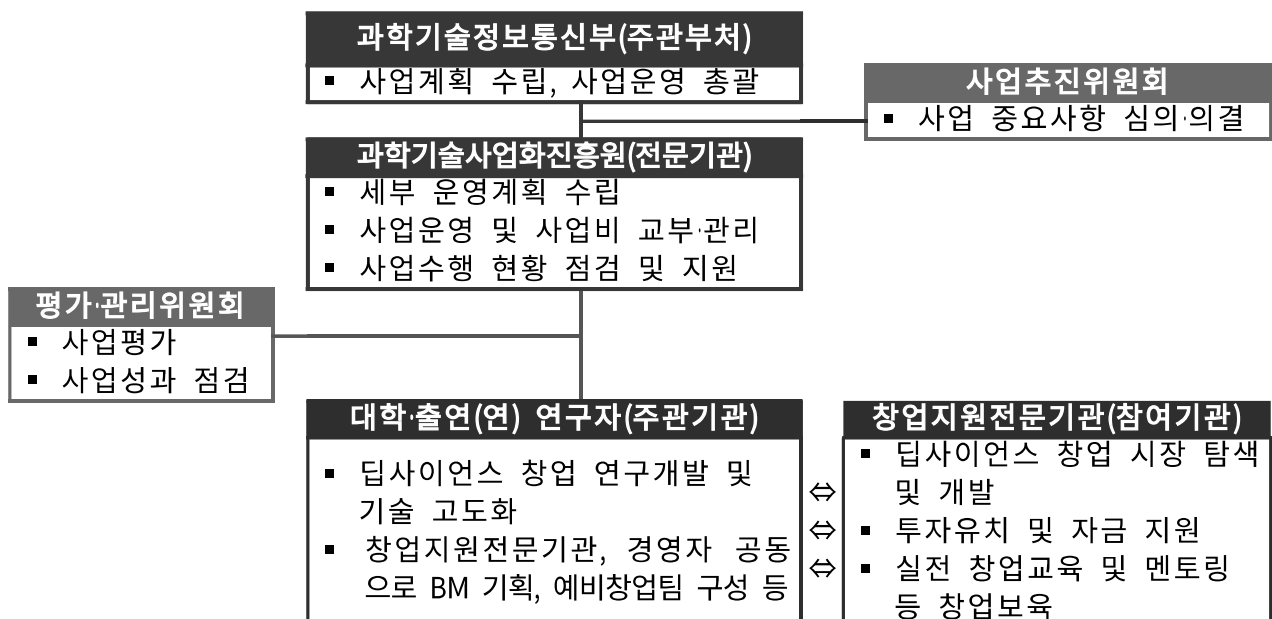 과학기술정보통신부(주관부처)
▪ 사업계획 수립, 사업운영 총괄
사업추진위원회
▪ 사업 중요사항 심의·의결
과학기술사업화진흥원(전문기관)
▪ 세부 운영계획 수립
▪ 사업운영 및 사업비 교부·관리
▪ 사업수행 현황 점검 및 지원
평가·관리위원회
▪ 사업평가
▪ 사업성과 점검
대학·출연(연) 연구자(주관기관)
▪ 딥사이언스 창업 연구개발 및
기술 고도화
▪ 창업지원전문기관, 경영자 공동
으로 BM 기획, 예비창업팀 구성 등
⇔
⇔
⇔
창업지원전문기관(참여기관)
▪ 딥사이언스 창업 시장 탐색
및 개발
▪ 투자유치 및 자금 지원
▪ 실전 창업교육 및 멘토링
등 창업보육